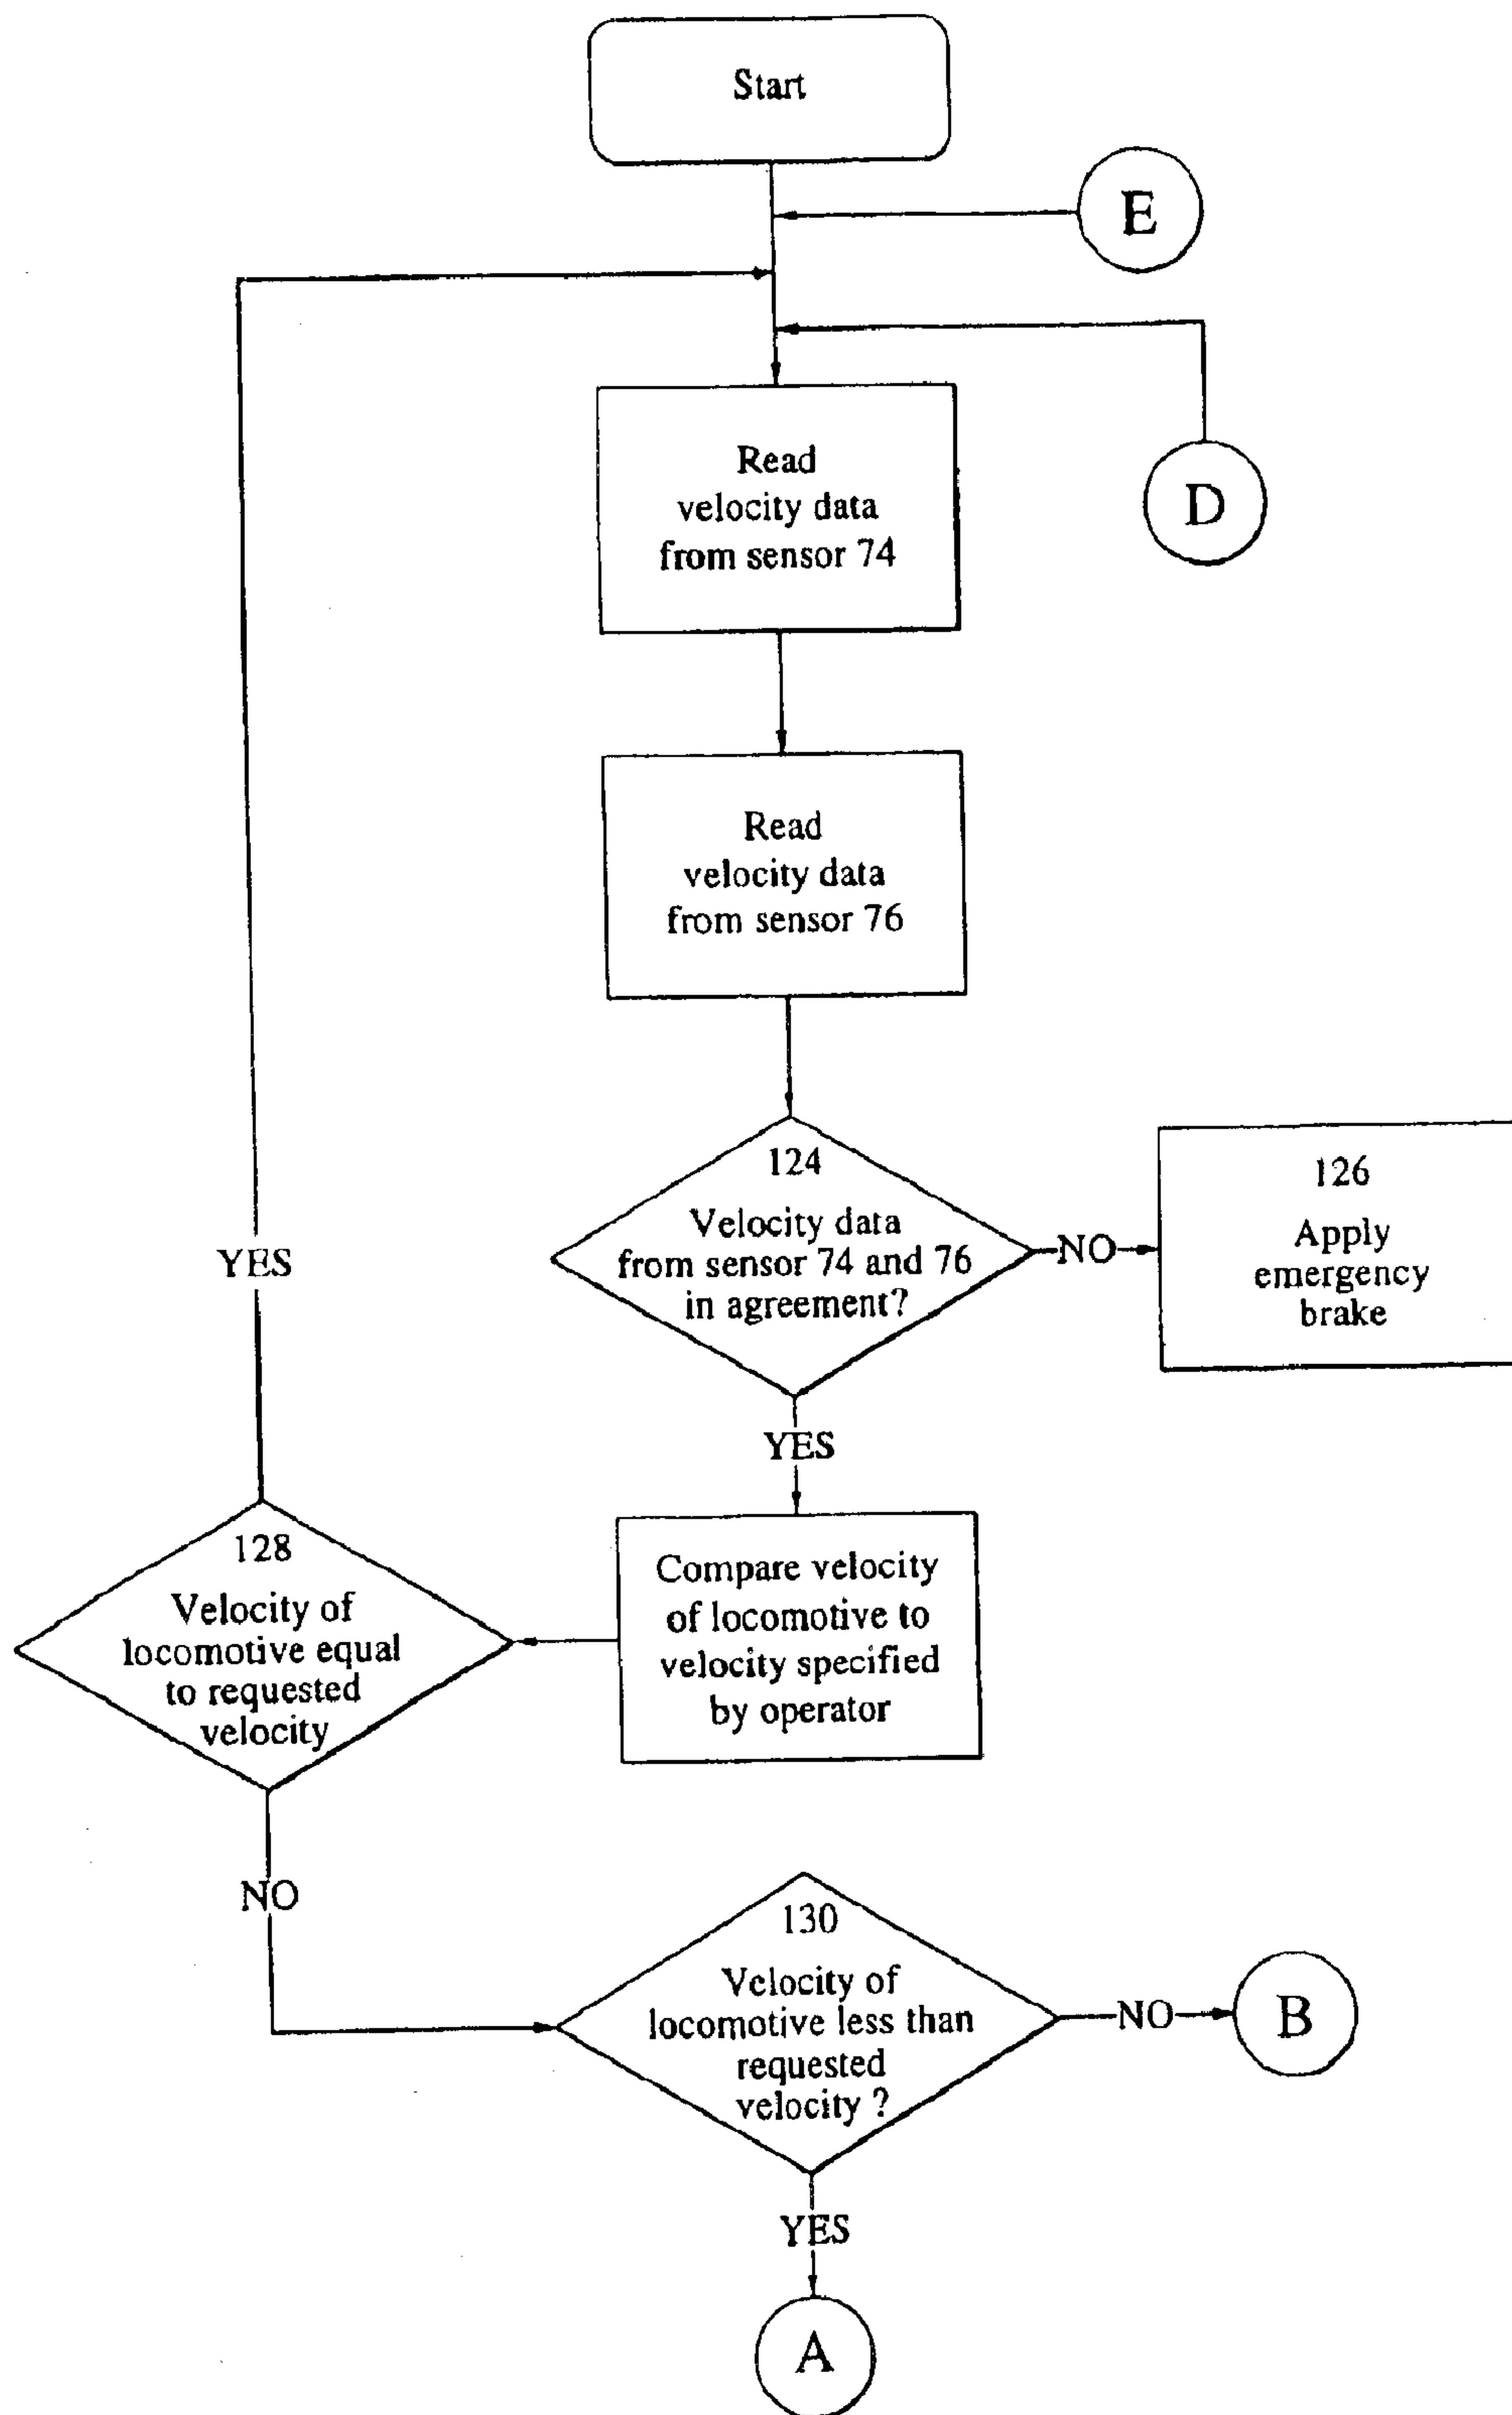 Start
E
D
Read
velocity data
from sensor 74
Read
velocity data
from sensor 76
124
Velocity data
from sensor 74 and 76
in agreement?
NO
126
Apply
emergency
brake
YES
YES
Compare velocity
of locomotive to
velocity specified
by operator
128
Velocity of
locomotive equal
to requested
velocity
NO
130
Velocity of
locomotive less than
requested
velocity ?
NO
B
YES
A